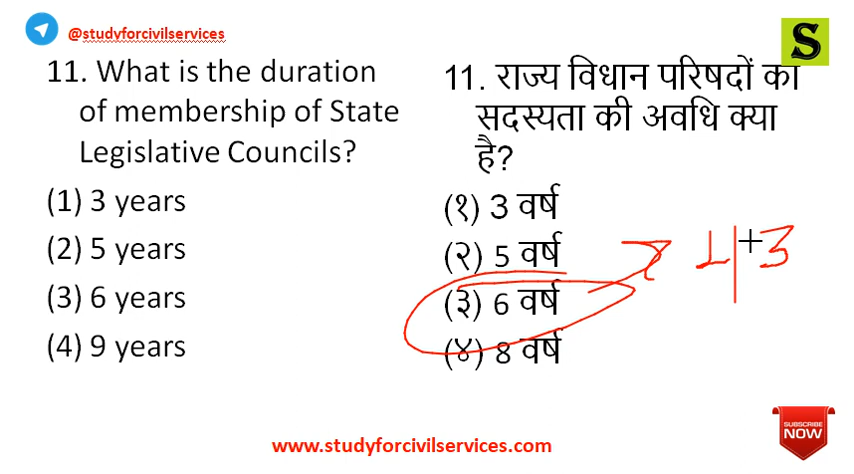 @studyforcivilservices
S
11. What is the duration
of membership of State
Legislative Councils?
(1) 3 years
(2) 5 years
(3) 6 years
(4) 9 years
11. राज्य विधान परिषदों की
सदस्यता की अवधि क्या
है?
(१) 3 वर्ष
(२) 5 वर्ष
(३) 6 वर्ष
(४) 8 वर्ष
SUBSCRIBE
NOW
www.studyforcivilservices.com